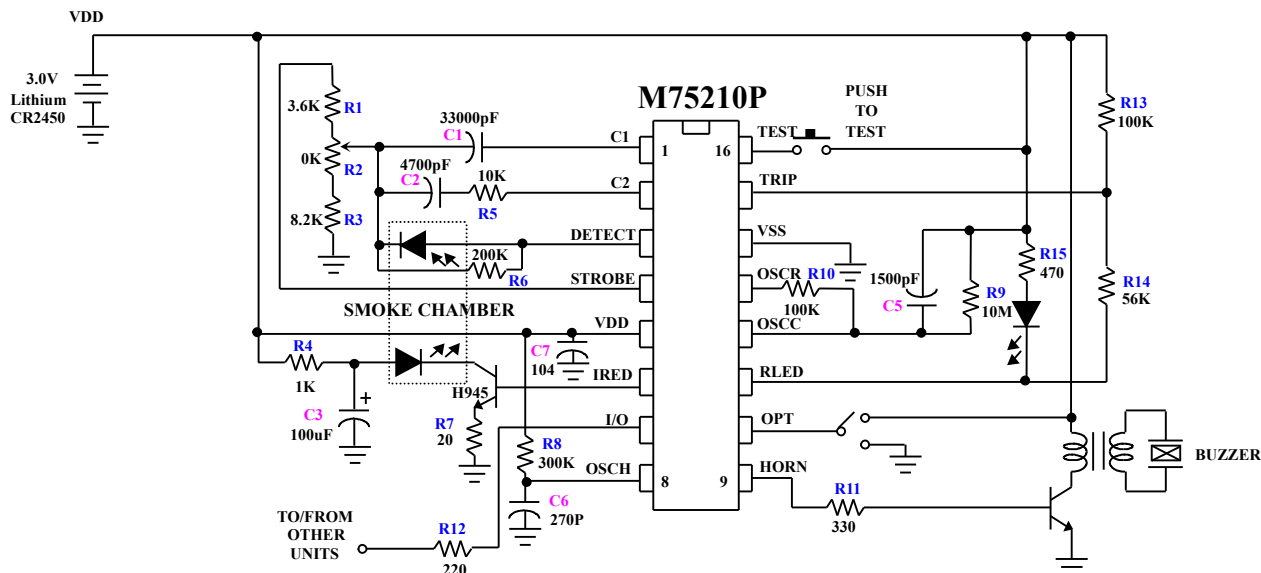 VDD
3.0V
Lithium
CR2450
3.6K
R1
0K
R2
8.2K
R3
33000pF
C1
4700pF
C2
10K
R5
200K
R6
SMOKE CHAMBER
R4
1K
C3
+
100uF
H945
R7
20
C7
104
R8
300K
C6
270P
TO/FROM
OTHER
UNITS
R12
220
M75210P
C1
C2
DETECT
STROBE
VDD
IRED
I/O
OSCH
1
16
8
9
TEST
TRIP
VSS
OSCR
OSCC
RLED
OPT
HORN
PUSH
TO
TEST
R10
100K
1500pF
C5
R9
10M
R15
470
R13
100K
R14
56K
R11
330
BUZZER